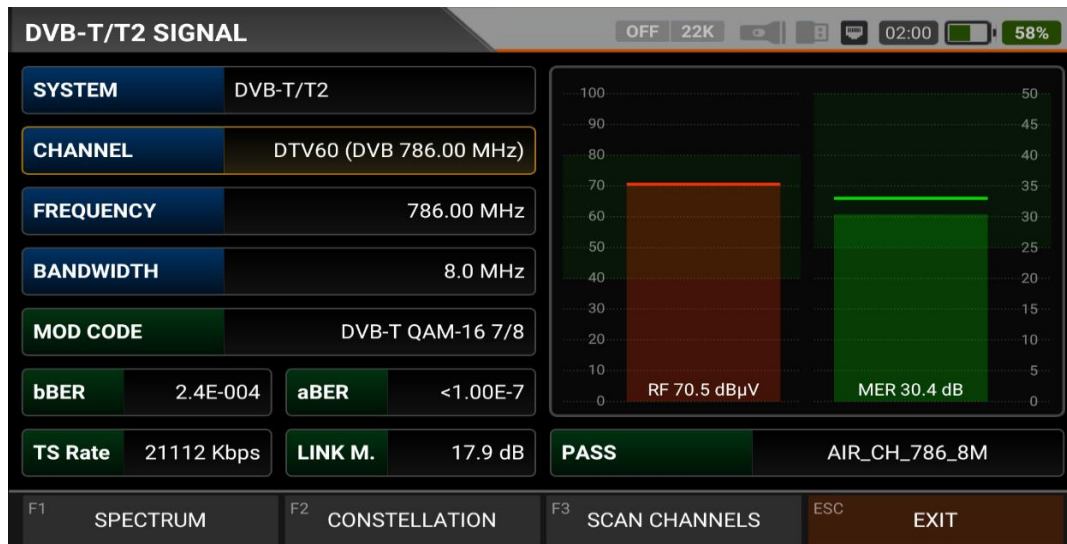 DVB-T/T2 SIGNAL
OFF 22K 02:00 58%
SYSTEM DVB-T/T2
CHANNEL DTV60 (DVB 786.00 MHz)
FREQUENCY 786.00 MHz
BANDWIDTH 8.0 MHz
MOD CODE DVB-T QAM-16 7/8
bBER 2.4E-004 aBER <1.00E-7
TS Rate 21112 Kbps LINK M. 17.9 dB
100 50
90 45
80 40
70 35
60 30
50 25
40 20
30 15
20 10
10 5
RF 70.5 dBµV MER 30.4 dB
0 0
PASS AIR_CH_786_8M
F1 SPECTRUM F2 CONSTELLATION F3 SCAN CHANNELS ESC EXIT